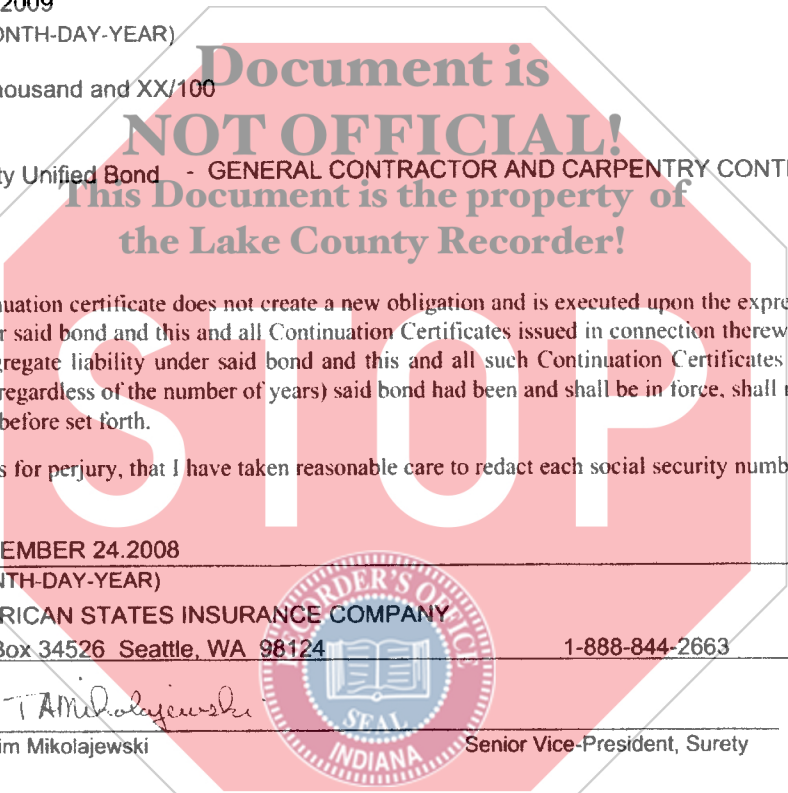 2009
ONTH-DAY-YEAR)
Document is
housand and XX/100
NOT OFFICIAL!
ty Unified Bond - GENERAL CONTRACTOR AND CARPENTRY CONT
This Document is the property of
the Lake County Recorder!
nuation certificate does not create a new obligation and is executed upon the expre
r said bond and this and all Continuation Certificates issued in connection therew
gregate liability under said bond and this and all such Continuation Certificates
regardless of the number of years) said bond had been and shall be in force, shall
before set forth.
s for perjury, that I have taken reasonable care to redact each social security numb
STOP
EMBER 24.2008
NTH-DAY-YEAR)
RICAN STATES INSURANCE COMPANY
Box 34526 Seattle, WA 98124 1-888-844-2663
RECORDER'S OFFICE
SEAL
INDIANA
TAMikolajewski
im Mikolajewski Senior Vice-President, Surety